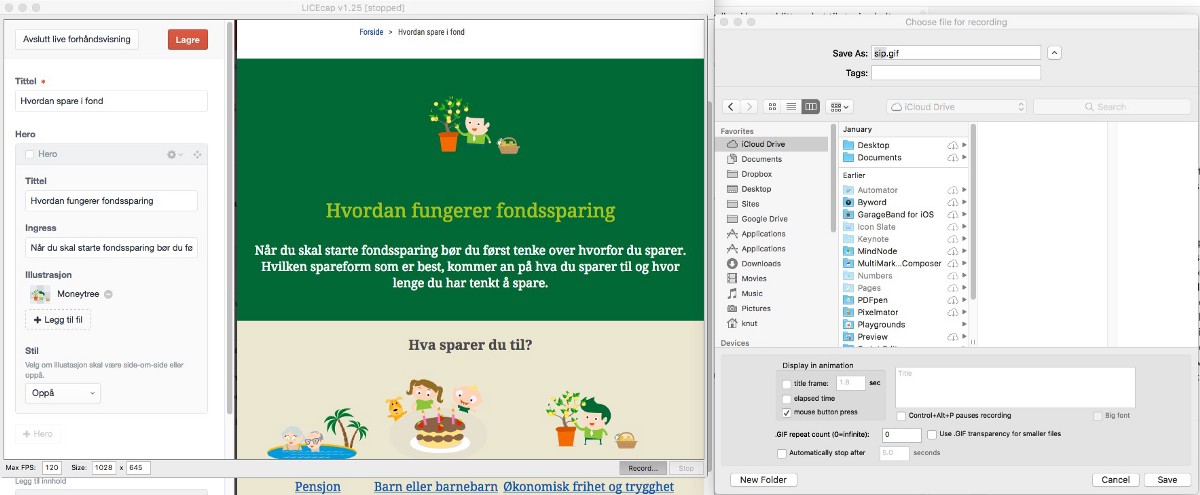 LICEcap v1.25 [stopped]
Avslutt live forhåndsvisning
Lagre
Tittel
Hvordan spare i fond
Hero
Hero
Tittel
Hvordan fungerer fondssparing
Ingress
Når du skal starte fondssparing bør du fø
Illustrasjon
Moneytree
+ Legg til fil
Stil
Velg om illustasjon skal være side-om-side eller
oppå.
Oppå
+ Hero
Max FPS: 120 Size: 1028 x 645
Record... Stop
Legg til innhold
Forside > Hvordan spare i fond
Hvordan fungerer fondssparing
Når du skal starte fondssparing bør du først tenke over hvorfor du sparer.
Hvilken spareform som er best, kommer an på hva du sparer til og hvor
lenge du har tenkt å spare.
Hva sparer du til?
Pensjon Barn eller barnebarn Økonomisk frihet og trygghet
Choose file for recording
Save As: sip.gif
Tags:
iCloud Drive
Search
Favorites
iCloud Drive
Documents
Dropbox
Desktop
Sites
Google Drive
Applications
Applications
Downloads
Movies
Music
Pictures
knut
Devices
January
Desktop
Documents
Earlier
Automator
Byword
GarageBand for iOS
Icon Slate
Keynote
MindNode
MultiMark...Composer
Numbers
Pages
PDFpen
Pixelmator
Playgrounds
Preview
Display in animation
title frame: 1.8 sec
elapsed time
mouse button press
Title
Control+Alt+P pauses recording
Big font
.GIF repeat count (0=infinite): 0
Use .GIF transparency for smaller files
Automatically stop after 5.0 seconds
New Folder
Cancel
Save